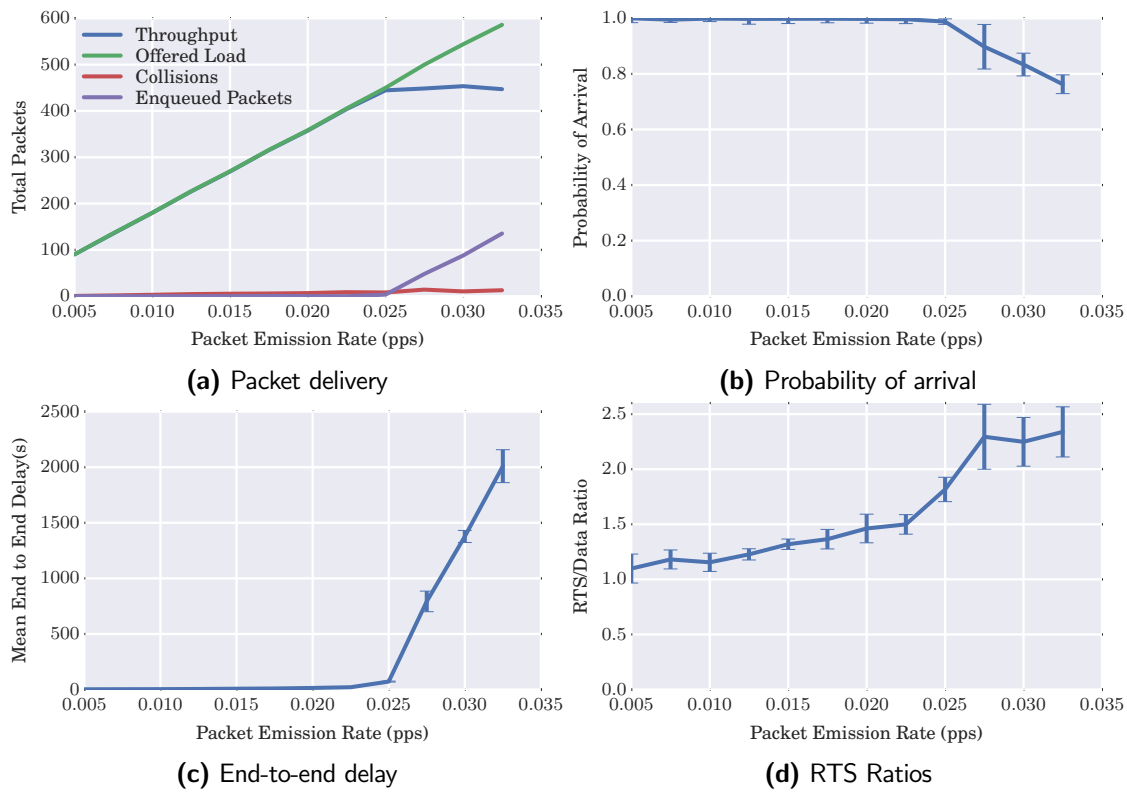 600
500
400
300
200
100
0
Total Packets
Throughput
Offered Load
Collisions
Enqueued Packets
0.005 0.010 0.015 0.020 0.025 0.030 0.035
Packet Emission Rate (pps)
(a) Packet delivery
1.0
0.8
0.6
0.4
0.2
0.0
Probability of Arrival
0.005 0.010 0.015 0.020 0.025 0.030 0.035
Packet Emission Rate (pps)
(b) Probability of arrival
2500
2000
1500
1000
500
0
Mean End to End Delay(s)
0.005 0.010 0.015 0.020 0.025 0.030 0.035
Packet Emission Rate (pps)
(c) End-to-end delay
2.5
2.0
1.5
1.0
0.5
0.0
RTS/Data Ratio
0.005 0.010 0.015 0.020 0.025 0.030 0.035
Packet Emission Rate (pps)
(d) RTS Ratios